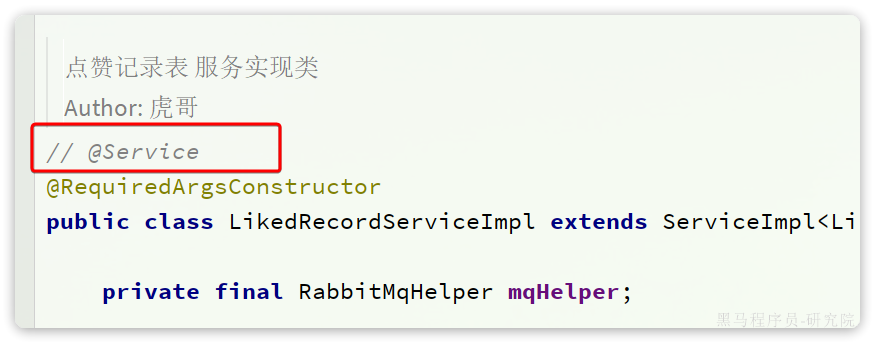 点赞记录表 服务实现类
Author: 虎哥
// @Service
@RequiredArgsConstructor
public class LikedRecordServiceImpl extends ServiceImpl<Li
private final RabbitMqHelper mqHelper;
黑马程序员-研究院